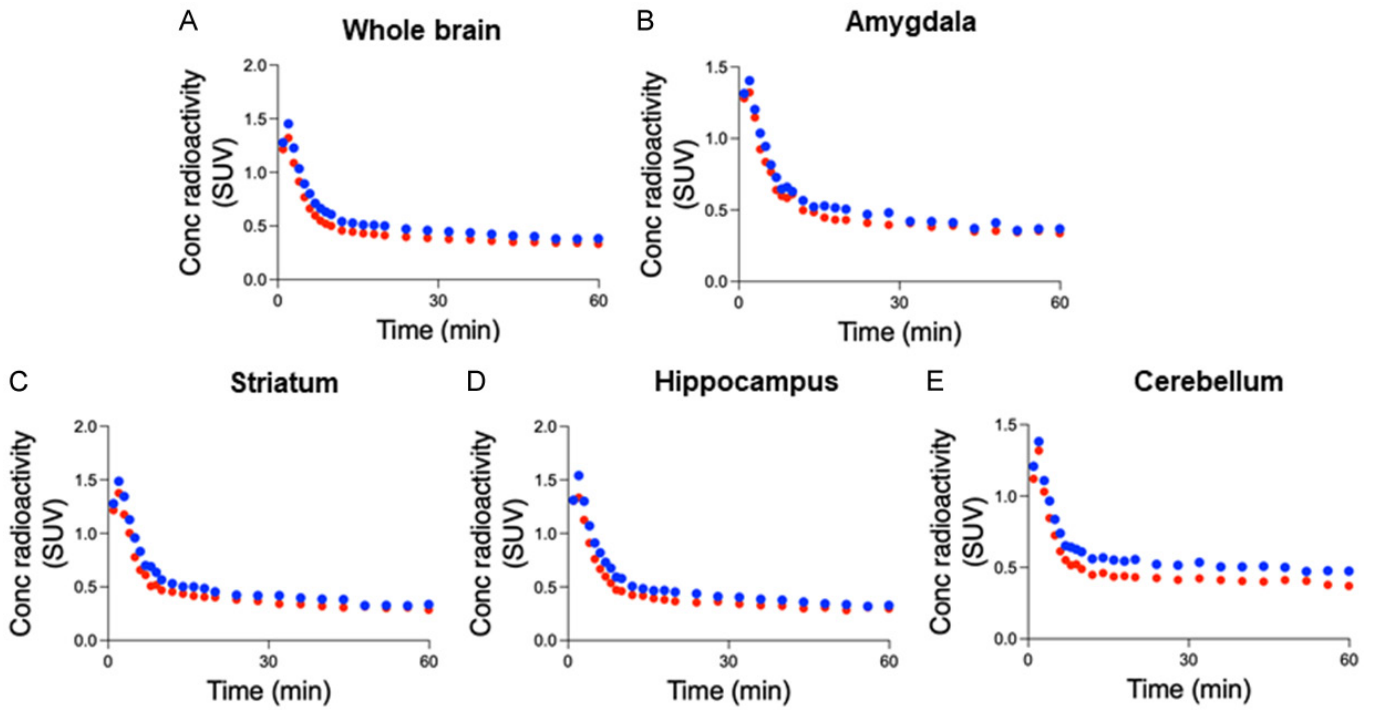 A
Whole brain
Conc radioactivity
(SUV)
2.0
1.5
1.0
0.5
0.0
0
30
60
Time (min)
B
Amygdala
Conc radioactivity
(SUV)
1.5
1.0
0.5
0.0
0
30
60
Time (min)
C
Striatum
Conc radioactivity
(SUV)
2.0
1.5
1.0
0.5
0.0
0
30
60
Time (min)
D
Hippocampus
Conc radioactivity
(SUV)
2.0
1.5
1.0
0.5
0.0
0
30
60
Time (min)
E
Cerebellum
Conc radioactivity
(SUV)
1.5
1.0
0.5
0.0
0
30
60
Time (min)